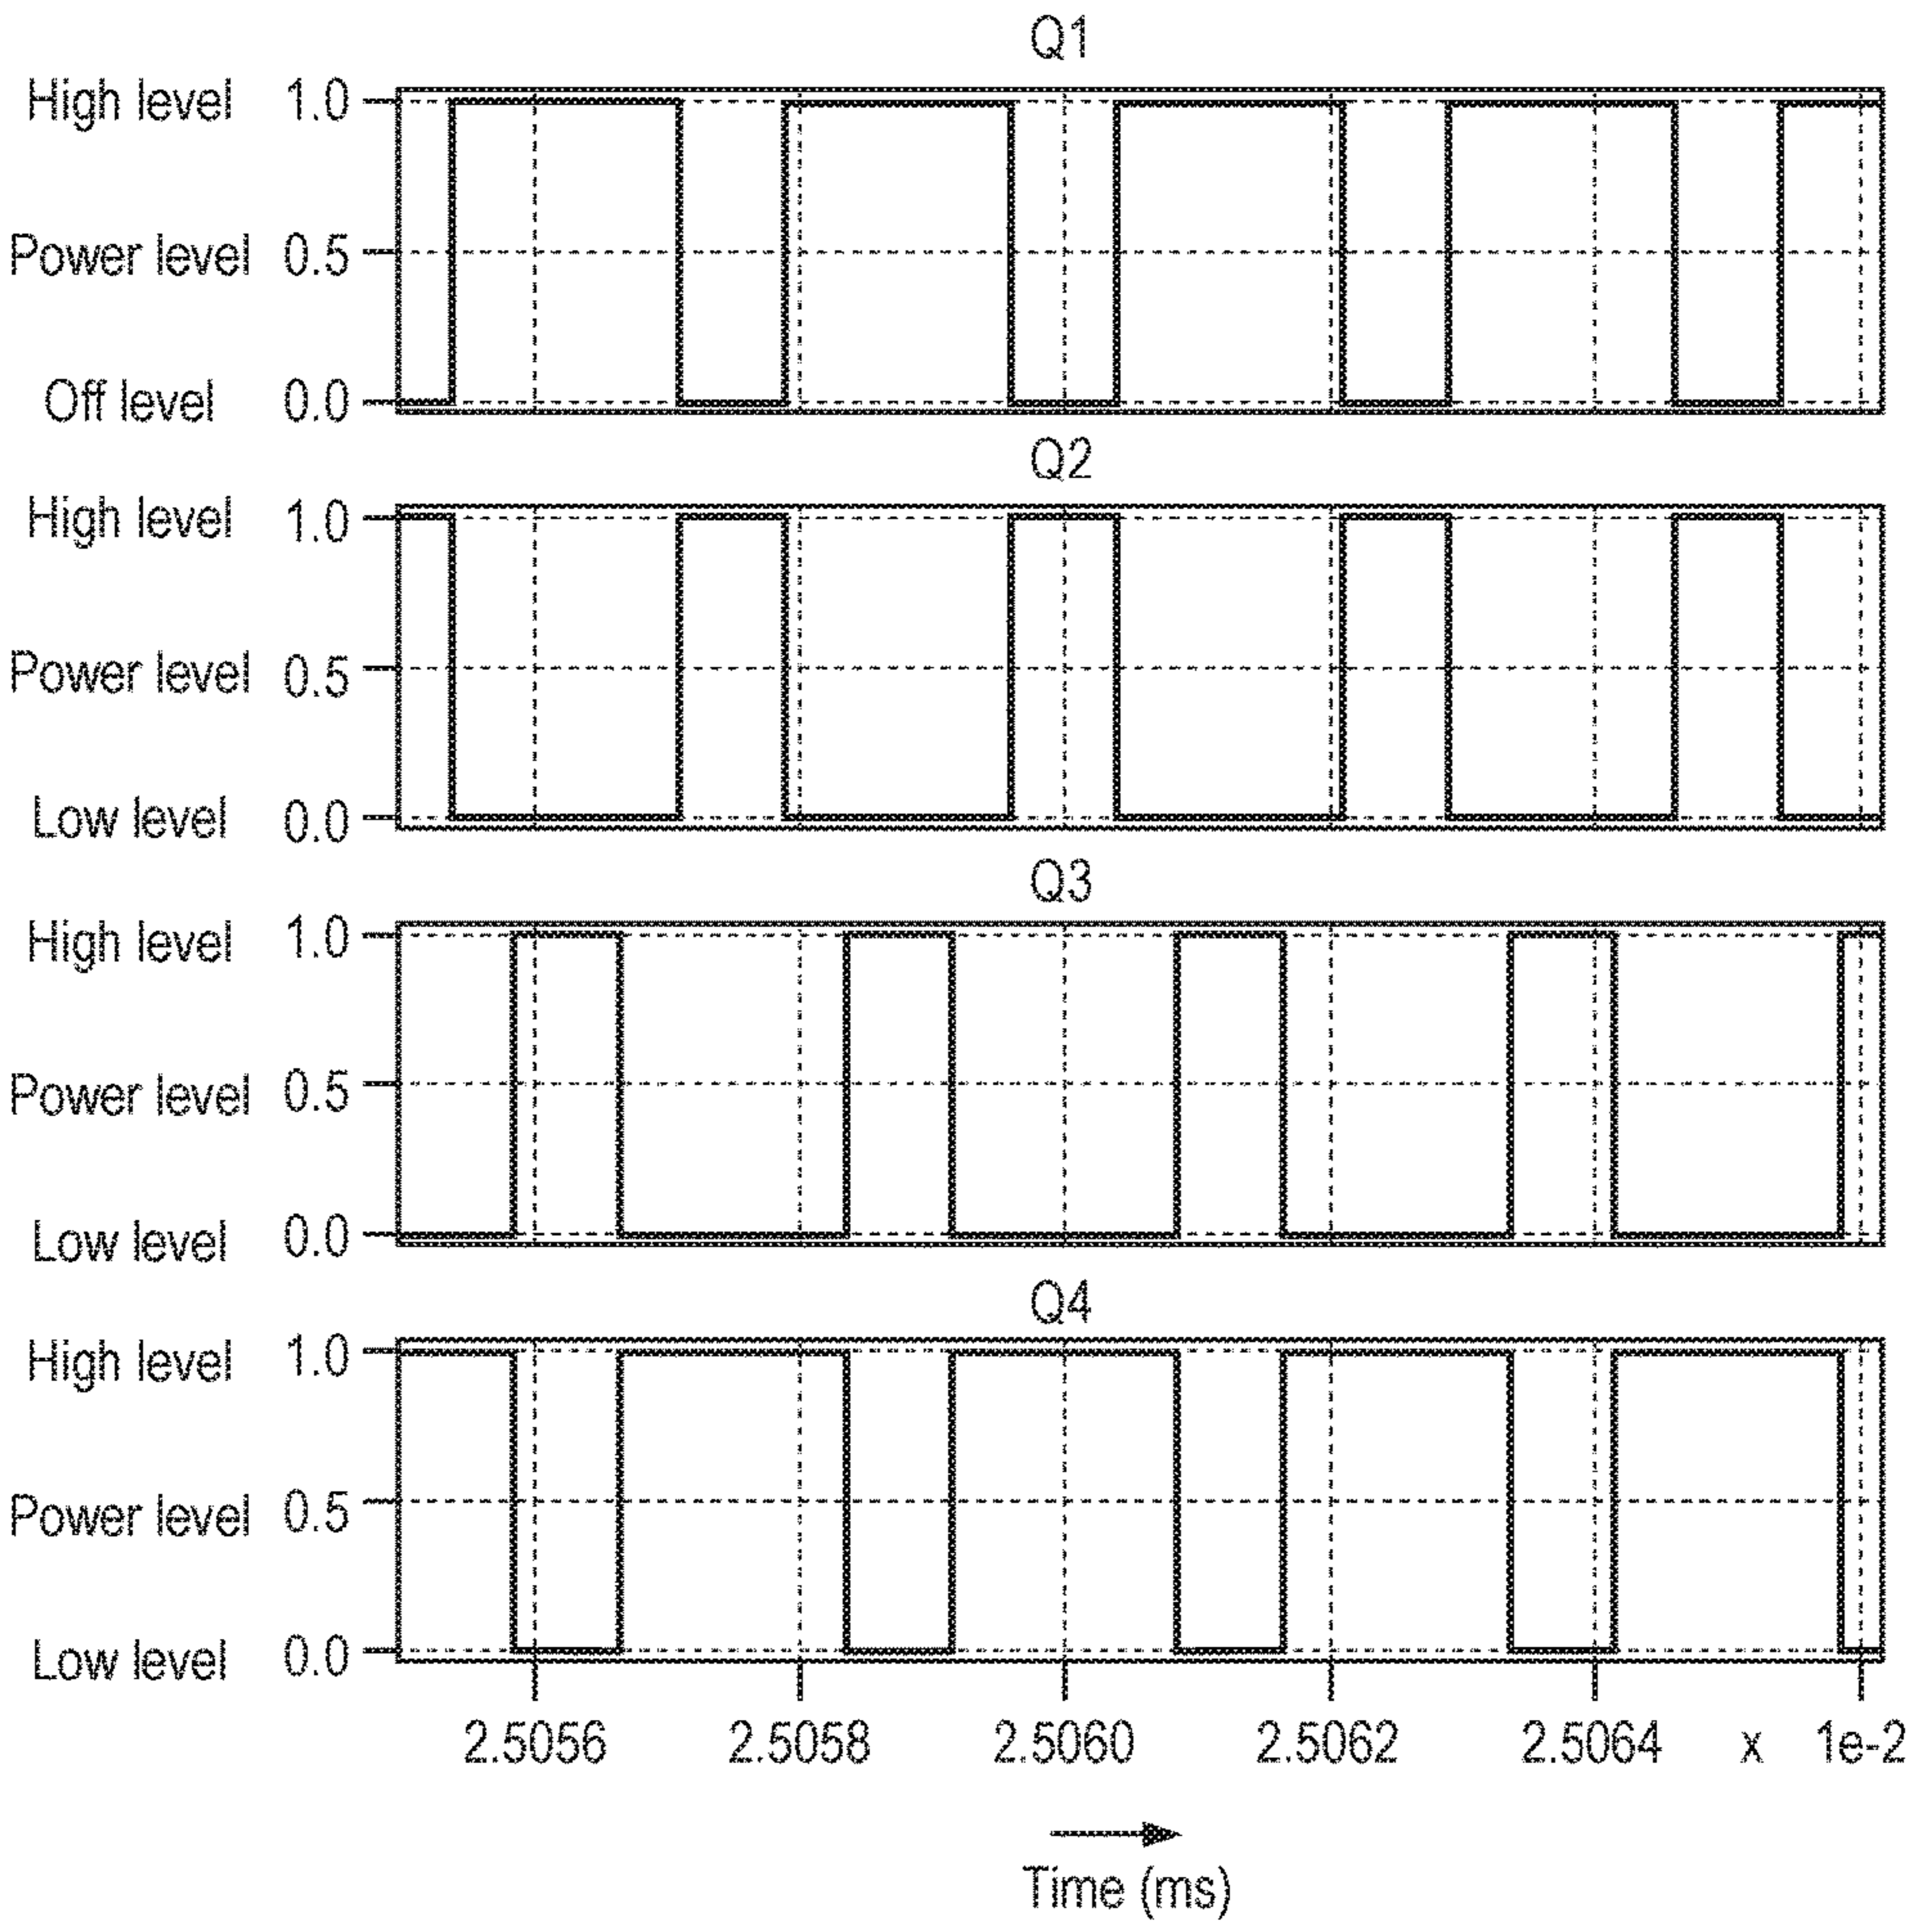 Q1
High level 1.0
Power level 0.5
Off level 0.0
Q2
High level 1.0
Power level 0.5
Low level 0.0
Q3
High level 1.0
Power level 0.5
Low level 0.0
Q4
High level 1.0
Power level 0.5
Low level 0.0
2.5056 2.5058 2.5060 2.5062 2.5064 x 1e-2
Time (ms)